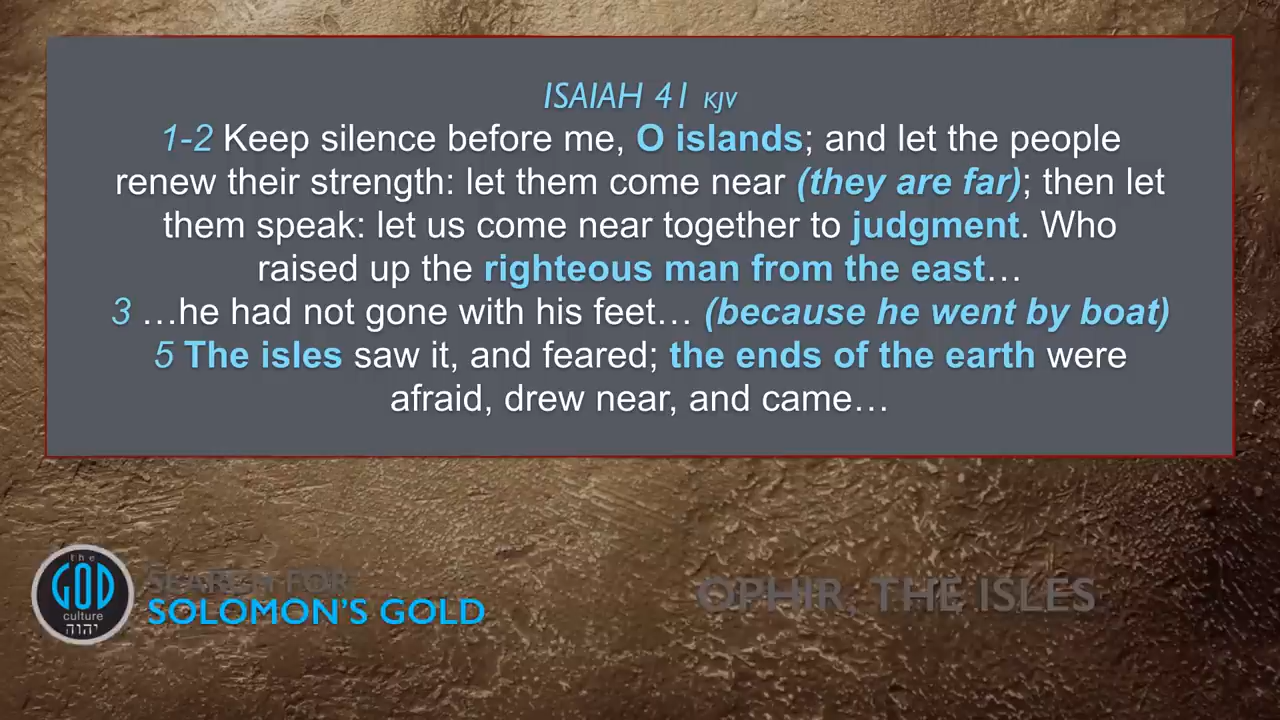 ISAIAH 41 KJV
1-2 Keep silence before me, O islands; and let the people
renew their strength: let them come near (they are far); then let
them speak: let us come near together to judgment. Who
raised up the righteous man from the east…
3 …he had not gone with his feet… (because he went by boat)
5 The isles saw it, and feared; the ends of the earth were
afraid, drew near, and came…
the
GOD
culture
יהוה
SEARCH FOR
SOLOMON'S GOLD
OPHIR, THE ISLES